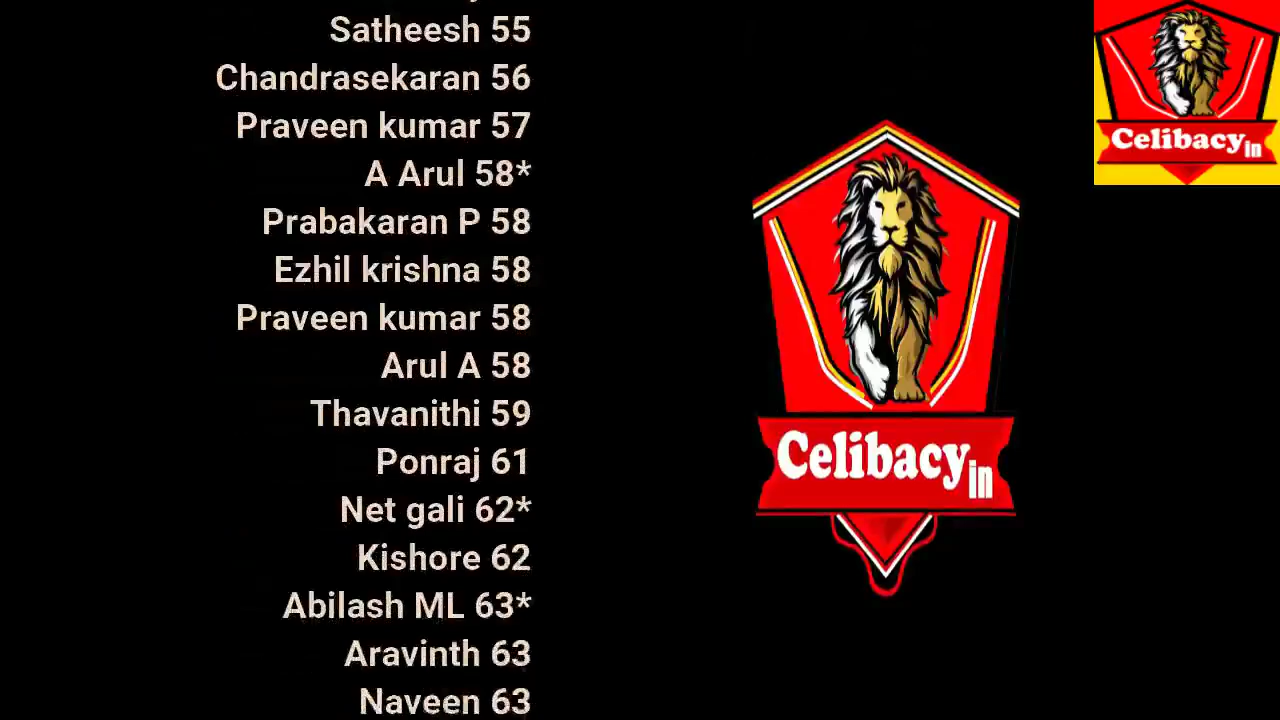 Satheesh 55
Chandrasekaran 56
Praveen kumar 57
A Arul 58*
Prabakaran P 58
Ezhil krishna 58
Praveen kumar 58
Arul A 58
Thavanithi 59
Ponraj 61
Net gali 62*
Kishore 62
Abilash ML 63*
Aravinth 63
Naveen 63
Celibacy in
Celibacy in